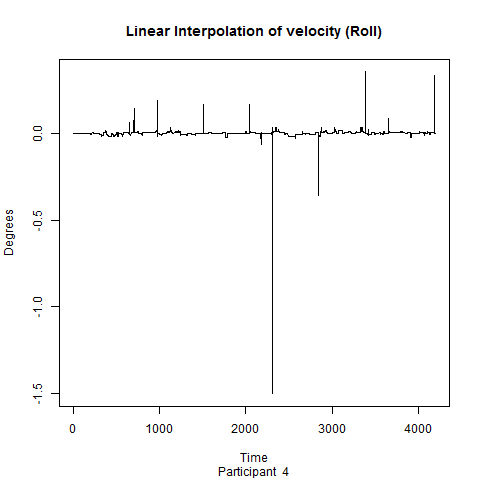 Linear Interpolation of velocity (Roll)
Degrees
0.0
-0.5
-1.0
-1.5
0 1000 2000 3000 4000
Time
Participant 4